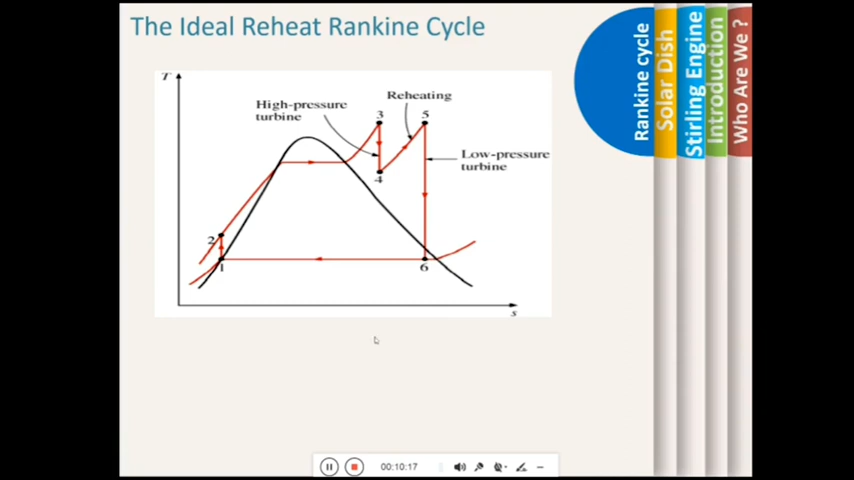 The Ideal Reheat Rankine Cycle
T
High-pressure
turbine
Reheating
3
5
Low-pressure
turbine
4
2
1
6
s
Rankine cycle
Solar Dish
Stirling Engine
Introduction
Who Are We ?
00:10:17